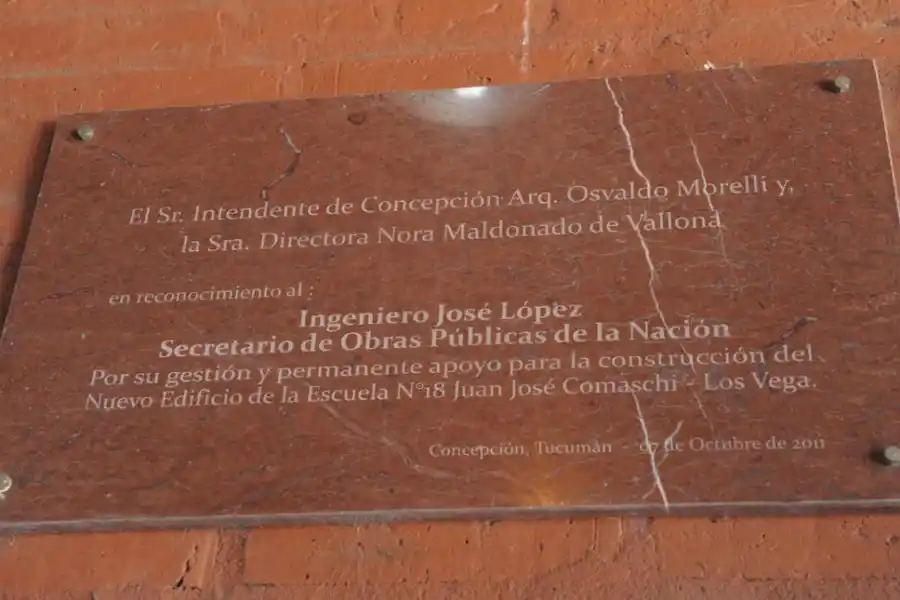 El Sr. Intendente de Concepción Arq. Osvaldo Morelli y,
la Sra. Directora Nora Maldonado de Vallona
en reconocimiento al :
Ingeniero José López
Secretario de Obras Públicas de la Nación
Por su gestión y permanente apoyo para la construcción del
Nuevo Edificio de la Escuela N°18 Juan José Comaschi - Los Vega.
Concepción, Tucumán - 07 de Octubre de 2011